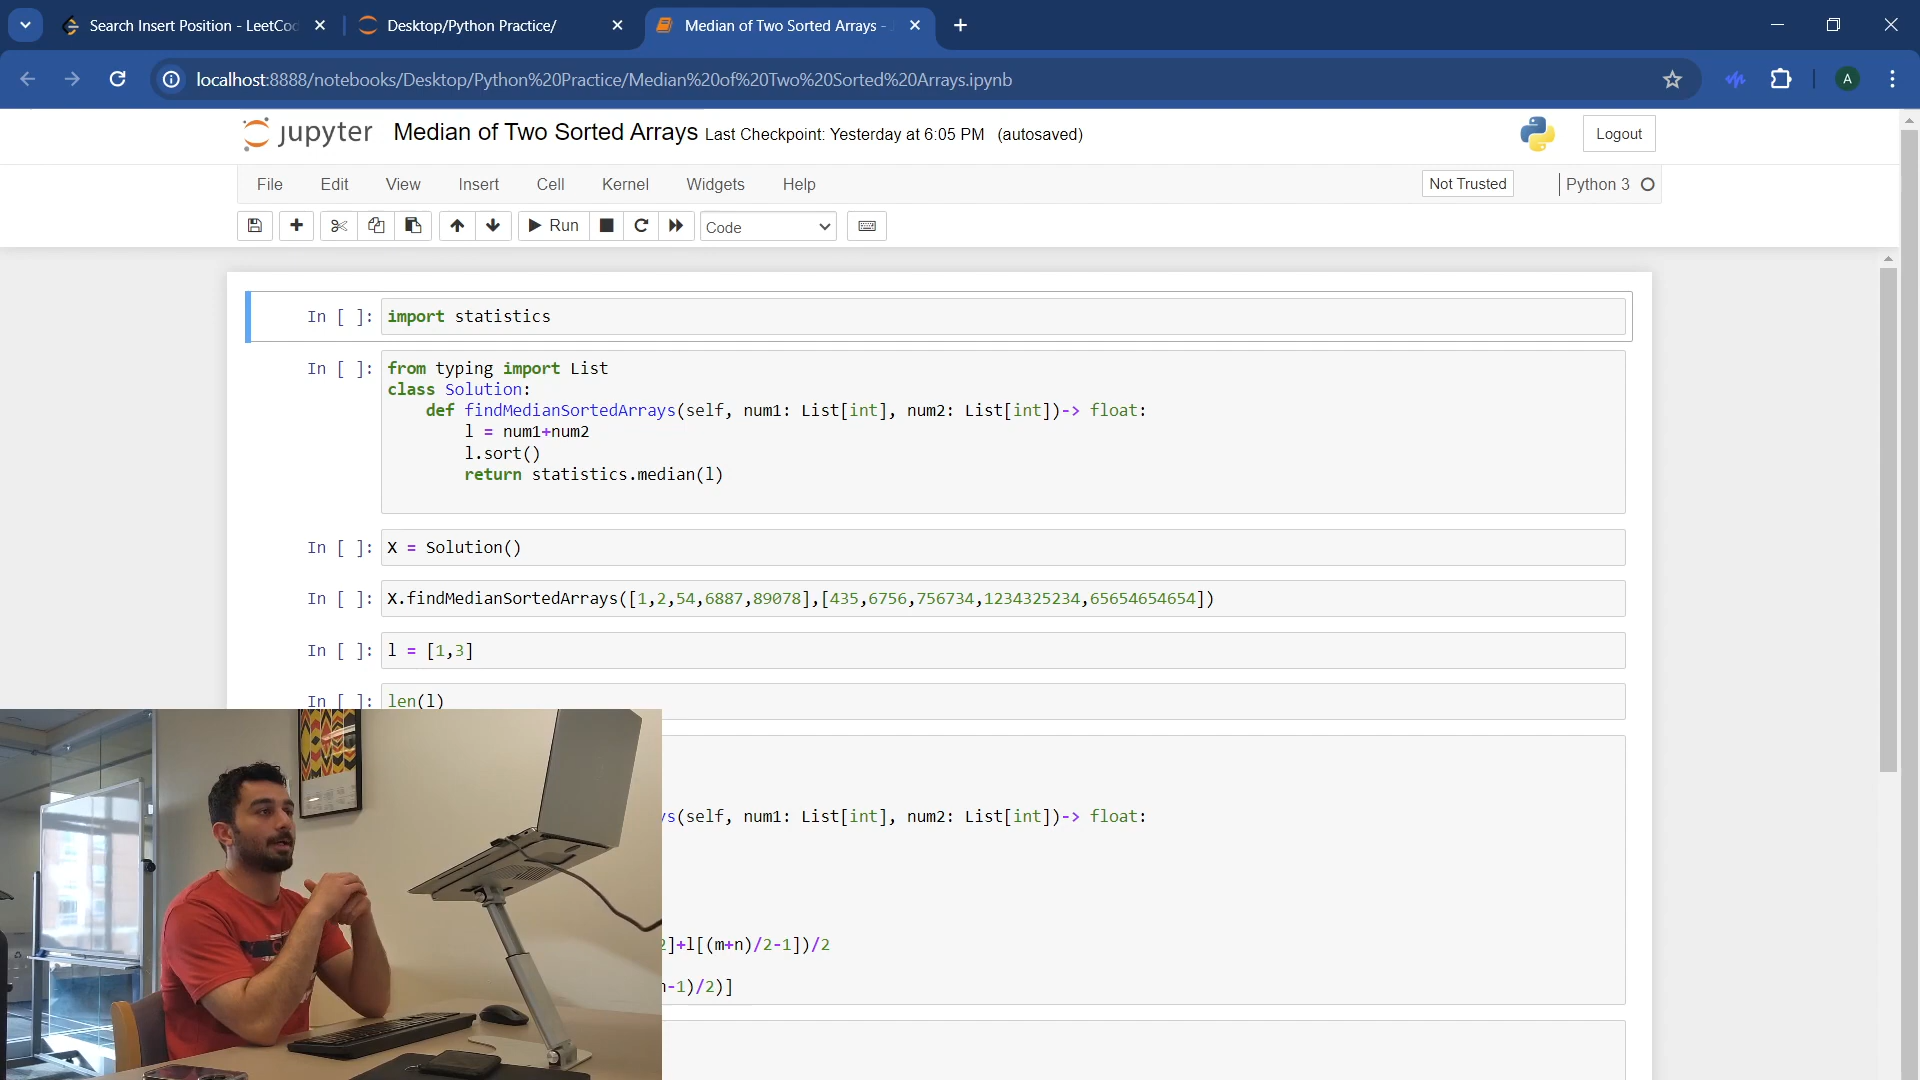 Search Insert Position - LeetCo
Desktop/Python Practice/
Median of Two Sorted Arrays -
localhost:8888/notebooks/Desktop/Python%20Practice/Median%20of%20Two%20Sorted%20Arrays.ipynb
A
jupyter Median of Two Sorted Arrays Last Checkpoint: Yesterday at 6:05 PM (autosaved)
Logout
File Edit View Insert Cell Kernel Widgets Help
Not Trusted
Python 3
Run
Code
In [ ]: import statistics
In [ ]: from typing import List
class Solution:
def findMedianSortedArrays(self, num1: List[int], num2: List[int])-> float:
l = num1+num2
l.sort()
return statistics.median(l)
In [ ]: X = Solution()
In [ ]: X.findMedianSortedArrays([1,2,54,6887,89078],[435,6756,756734,1234325234,65654654654])
In [ ]: l = [1,3]
In [ ]: len(l)
s(self, num1: List[int], num2: List[int])-> float:
]+l[(m+n)/2-1])/2
-1)/2)]